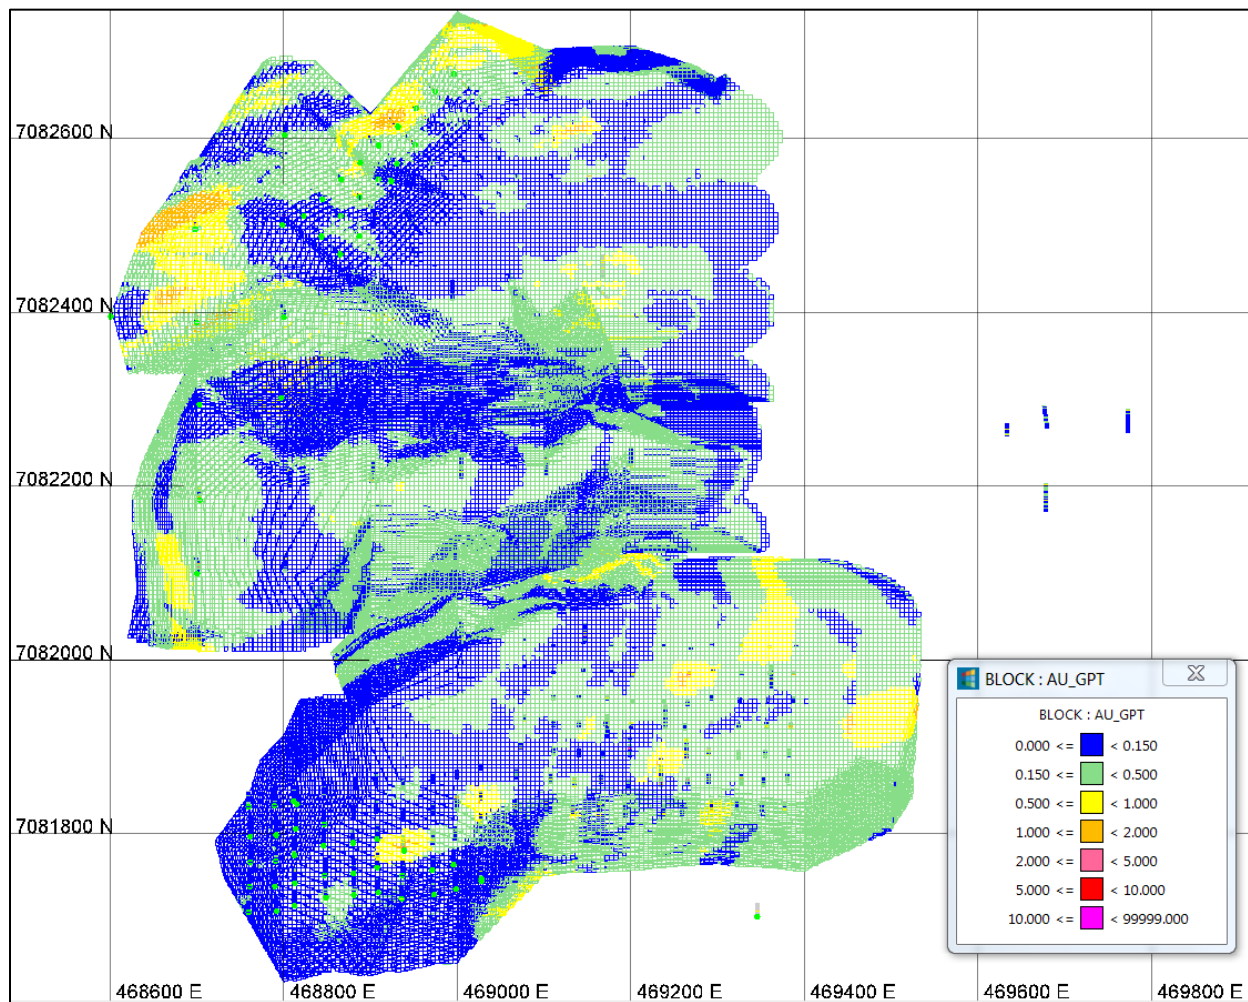 7082600 N
7082400 N
7082200 N
7082000 N
7081800 N
468600 E
468800 E
469000 E
469200 E
469400 E
469600 E
469800 E
BLOCK : AU_GPT
BLOCK : AU_GPT
0.000 <= < 0.150
0.150 <= < 0.500
0.500 <= < 1.000
1.000 <= < 2.000
2.000 <= < 5.000
5.000 <= < 10.000
10.000 <= < 99999.000